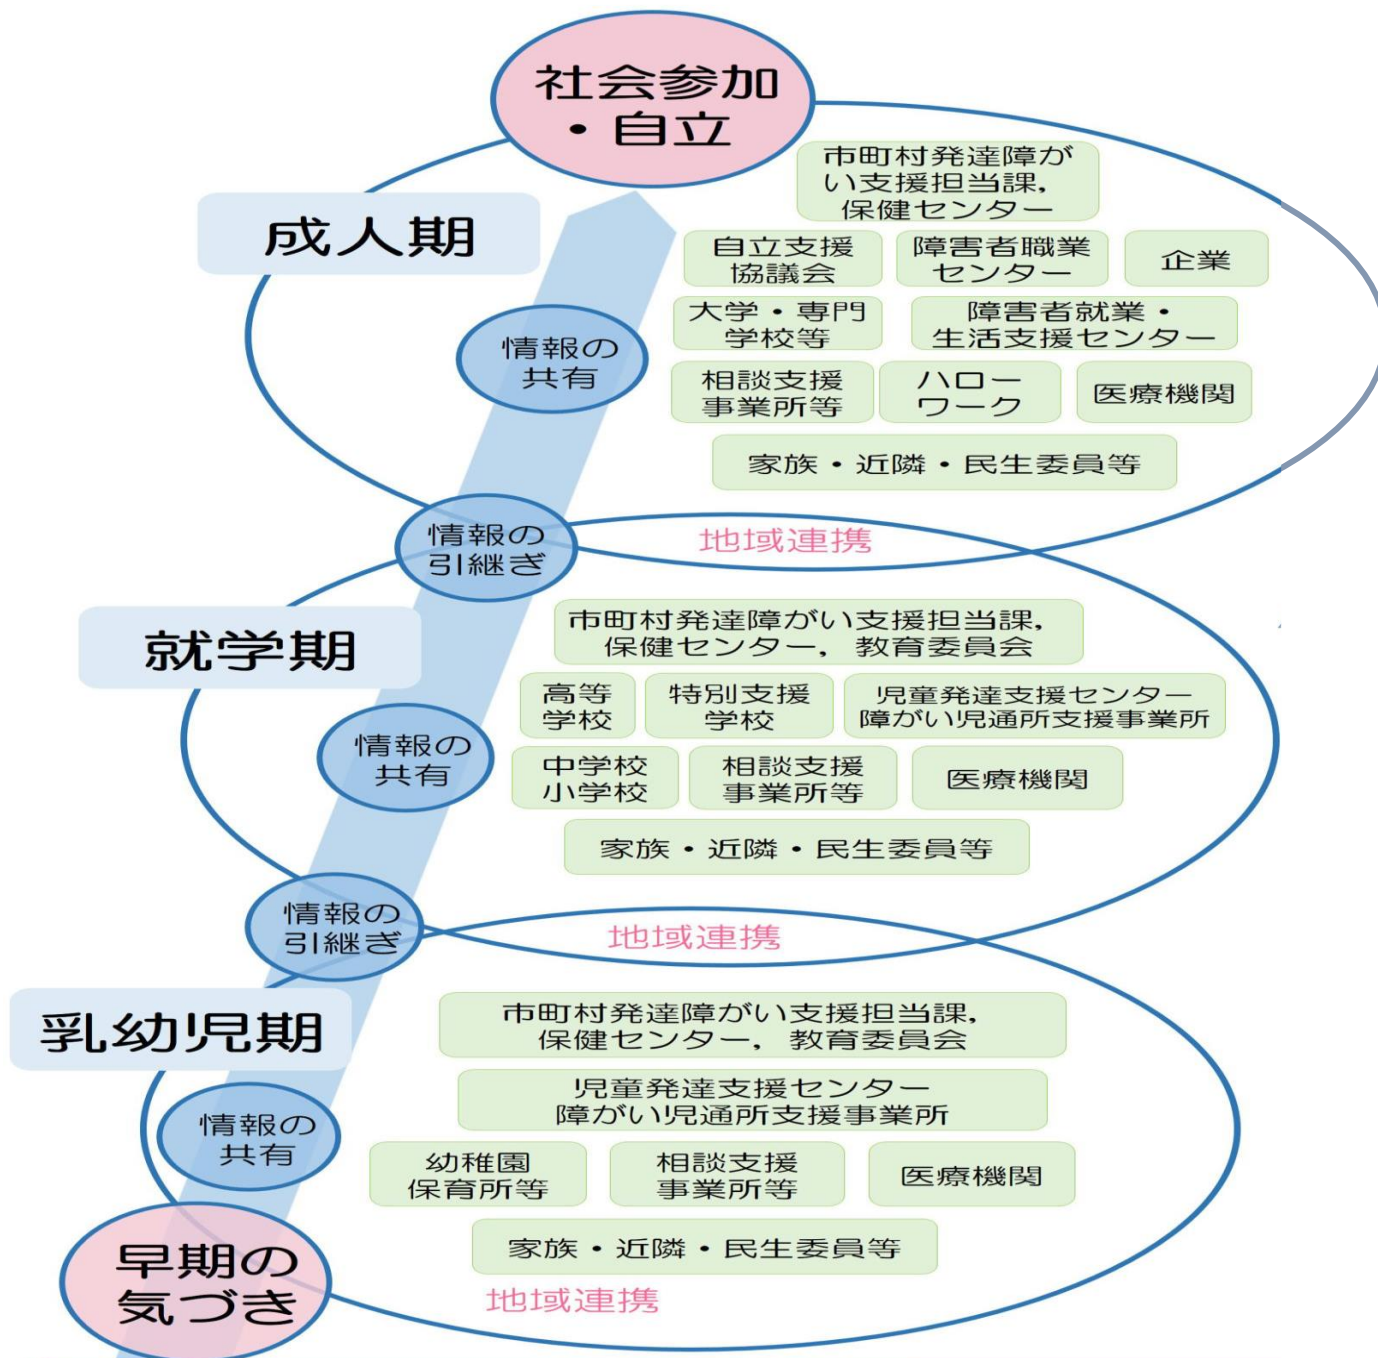 社会参加
・自立
成人期
市町村発達障が
い支援担当課，
保健センター
自立支援
協議会
障害者職業
センター
企業
大学・専門
学校等
障害者就業・
生活支援センター
情報の
共有
相談支援
事業所等
ハロー
ワーク
医療機関
家族・近隣・民生委員等
情報の
引継ぎ
地域連携
就学期
市町村発達障がい支援担当課，
保健センター，教育委員会
高等
学校
特別支援
学校
児童発達支援センター
障がい児通所支援事業所
情報の
共有
中学校
小学校
相談支援
事業所等
医療機関
家族・近隣・民生委員等
情報の
引継ぎ
地域連携
乳幼児期
市町村発達障がい支援担当課，
保健センター，教育委員会
児童発達支援センター
障がい児通所支援事業所
情報の
共有
幼稚園
保育所等
相談支援
事業所等
医療機関
家族・近隣・民生委員等
早期の
気づき
地域連携